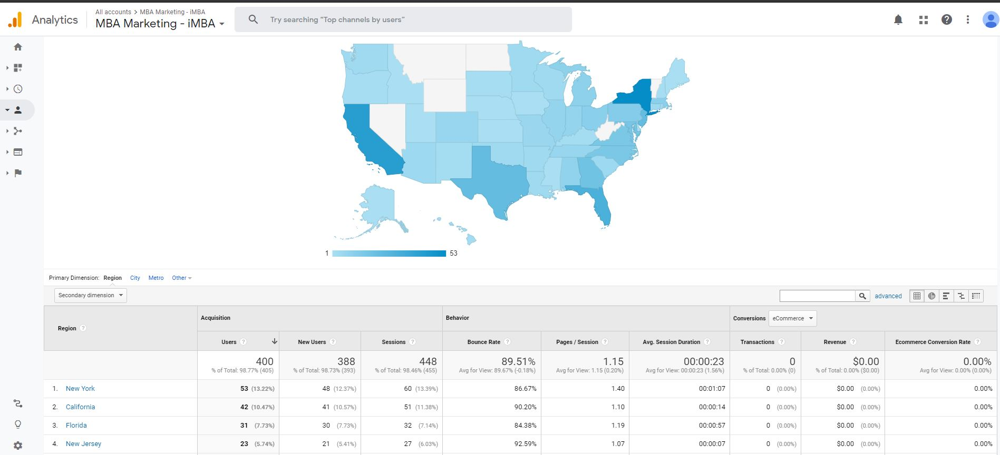 All accounts > MBA Marketing - iMBA
Analytics
MBA Marketing - iMBA
Try searching “Top channels by users”
1 53
Primary Dimension: Region City Metro Other
Secondary dimension
advanced
Region ?
Acquisition
Behavior
Conversions eCommerce
Users ? New Users ? Sessions ? Bounce Rate ? Pages / Session ? Avg. Session Duration ? Transactions ? Revenue ? Ecommerce Conversion Rate ?
400 388 448 89.51% 1.15 00:00:23 0 $0.00 0.00%
% of Total: 98.77% (405) % of Total: 98.73% (393) % of Total: 98.46% (455) Avg for View: 89.67% (-0.18%) Avg for View: 1.15 (0.20%) Avg for View: 00:00:23 (1.56%) % of Total: 0.00% (0) % of Total: 0.00% ($0.00) Avg for View: 0.00% (0.00%)
1. New York 53 (13.22%) 48 (12.37%) 60 (13.39%) 86.67% 1.40 00:01:07 0 (0.00%) $0.00 (0.00%) 0.00%
2. California 42 (10.47%) 41 (10.57%) 51 (11.38%) 90.20% 1.10 00:00:14 0 (0.00%) $0.00 (0.00%) 0.00%
3. Florida 31 (7.73%) 30 (7.73%) 32 (7.14%) 84.38% 1.19 00:00:57 0 (0.00%) $0.00 (0.00%) 0.00%
4. New Jersey 23 (5.74%) 21 (5.41%) 27 (6.03%) 92.59% 1.07 00:00:07 0 (0.00%) $0.00 (0.00%) 0.00%